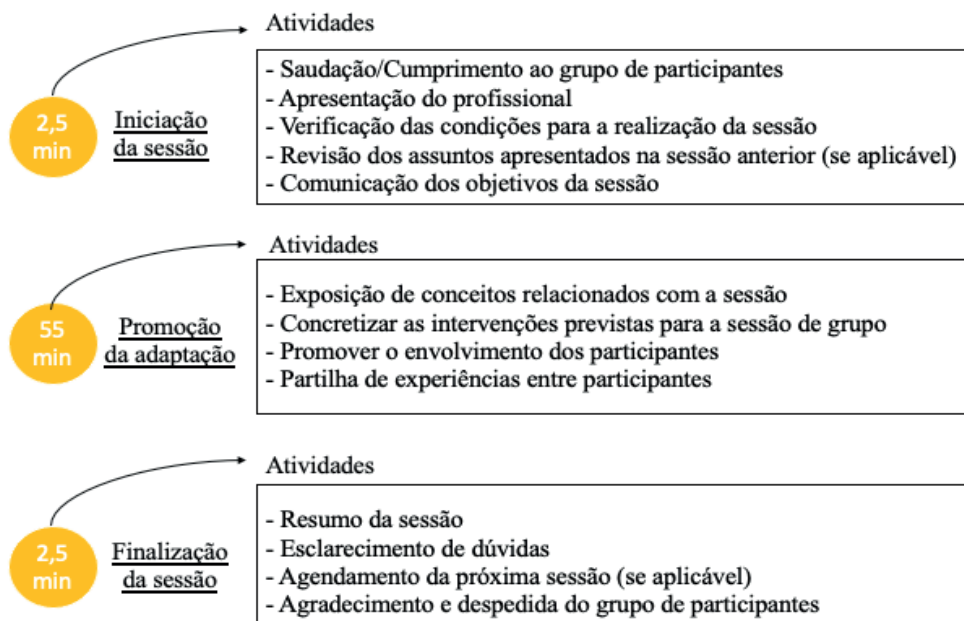 Atividades
- Saudação/Cumprimento ao grupo de participantes
- Apresentação do profissional
- Verificação das condições para a realização da sessão
- Revisão dos assuntos apresentados na sessão anterior (se aplicável)
- Comunicação dos objetivos da sessão
2,5
min
Iniciação
da sessão
Atividades
- Exposição de conceitos relacionados com a sessão
- Concretizar as intervenções previstas para a sessão de grupo
- Promover o envolvimento dos participantes
- Partilha de experiências entre participantes
55
min
Promoção
da adaptação
Atividades
- Resumo da sessão
- Esclarecimento de dúvidas
- Agendamento da próxima sessão (se aplicável)
- Agradecimento e despedida do grupo de participantes
2,5
min
Finalização
da sessão